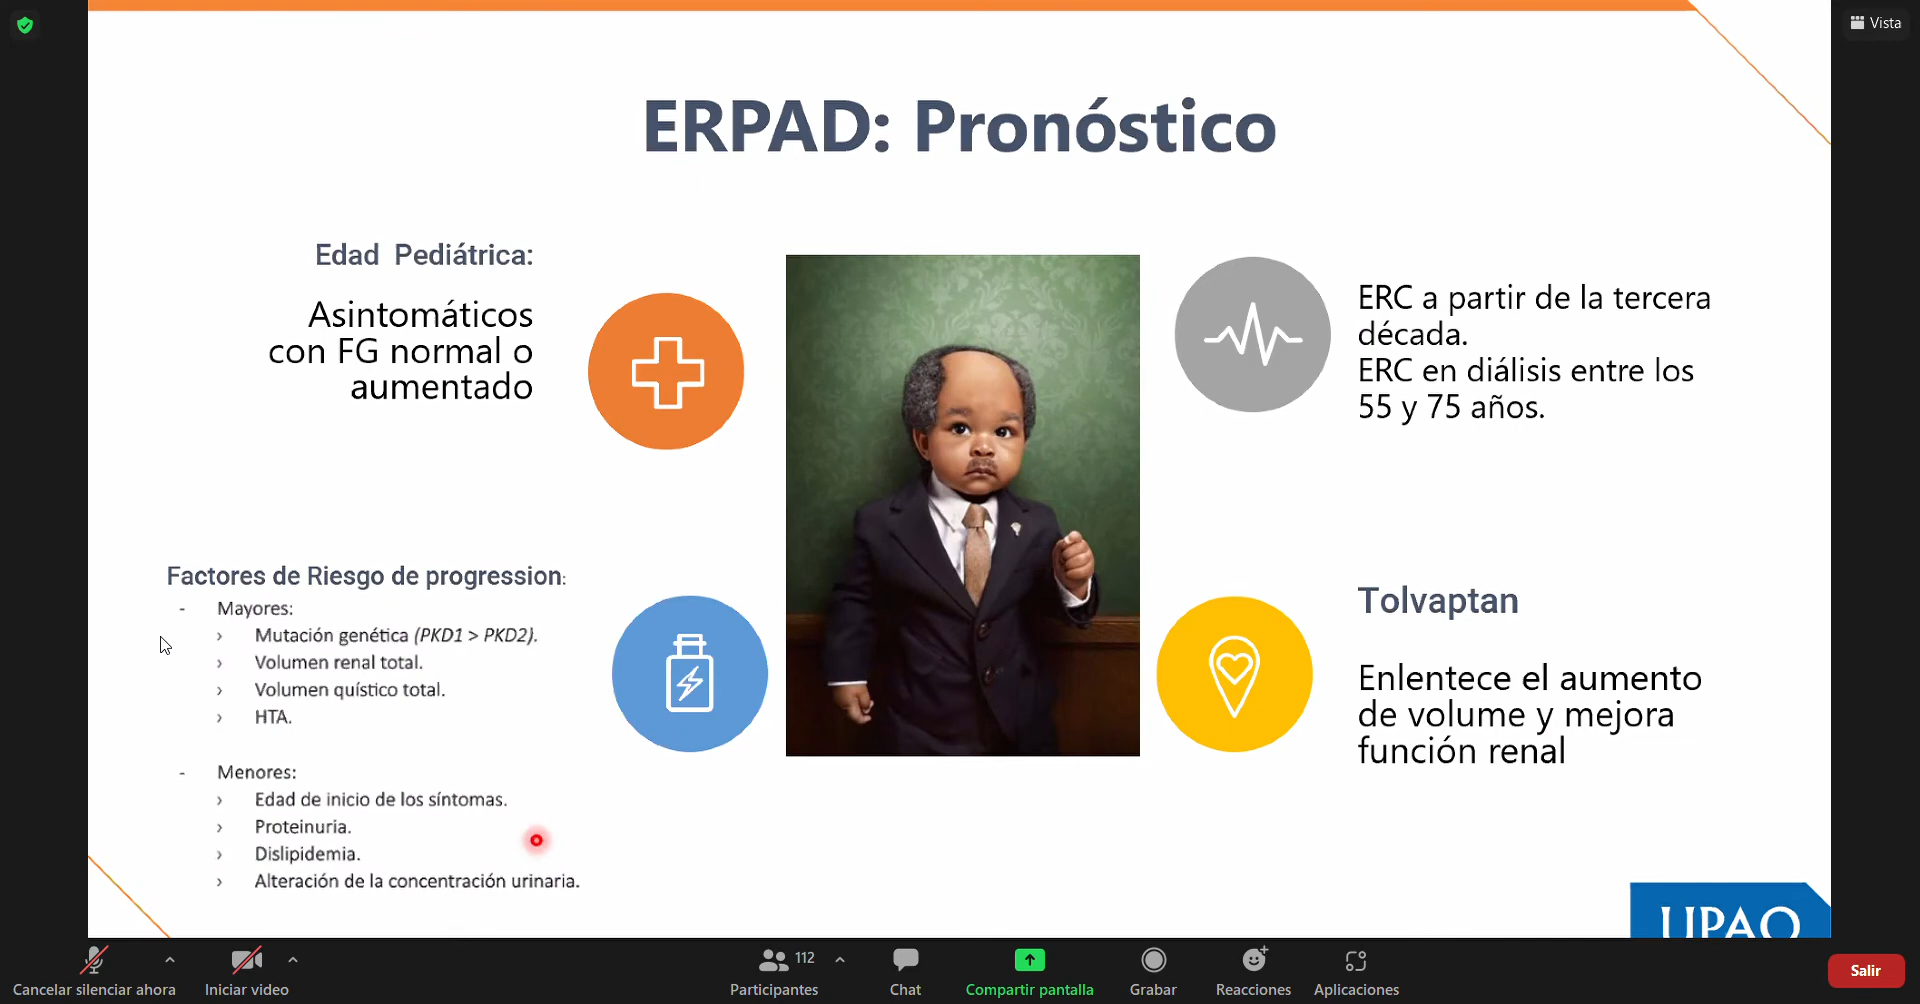 Vista
ERPAD: Pronóstico
Edad Pediátrica:
Asintomáticos
con FG normal o
aumentado
ERC a partir de la tercera
década.
ERC en diálisis entre los
55 y 75 años.
Factores de Riesgo de progression:
- Mayores:
› Mutación genética (PKD1 > PKD2).
› Volumen renal total.
› Volumen quístico total.
› HTA.
- Menores:
› Edad de inicio de los síntomas.
› Proteinuria.
› Dislipidemia.
› Alteración de la concentración urinaria.
Tolvaptan
Enlentece el aumento
de volume y mejora
función renal
UPAO
Cancelar silenciar ahora
Iniciar video
112
Participantes
Chat
Compartir pantalla
Grabar
Reacciones
Aplicaciones
Salir